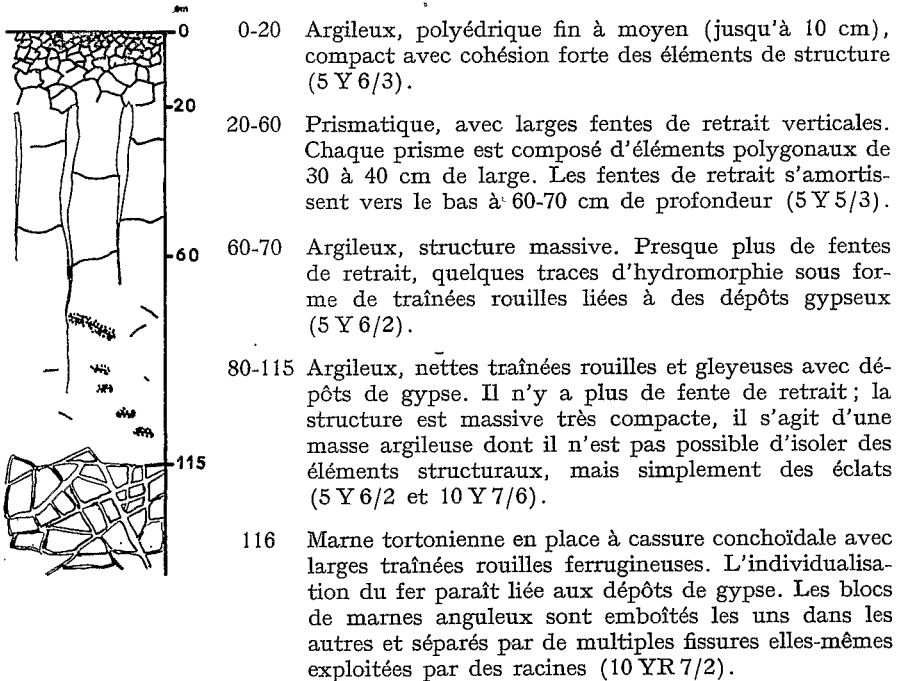 cm
0
20
60
115
0-20 Argileux, polyédrique fin à moyen (jusqu'à 10 cm),
compact avec cohésion forte des éléments de structure
(5 Y 6/3).
20-60 Prismatique, avec larges fentes de retrait verticales.
Chaque prisme est composé d'éléments polygonaux de
30 à 40 cm de large. Les fentes de retrait s'amortis-
sent vers le bas à 60-70 cm de profondeur (5 Y 5/3).
60-70 Argileux, structure massive. Presque plus de fentes
de retrait, quelques traces d'hydromorphie sous for-
me de traînées rouilles liées à des dépôts gypseux
(5 Y 6/2).
80-115 Argileux, nettes traînées rouilles et gleyeuses avec dé-
pôts de gypse. Il n'y a plus de fente de retrait ; la
structure est massive très compacte, il s'agit d'une
masse argileuse dont il n'est pas possible d'isoler des
éléments structuraux, mais simplement des éclats
(5 Y 6/2 et 10 Y 7/6).
116 Marne tortonienne en place à cassure conchoïdale avec
larges traînées rouilles ferrugineuses. L'individualisa-
tion du fer paraît liée aux dépôts de gypse. Les blocs
de marnes anguleux sont emboîtés les uns dans les
autres et séparés par de multiples fissures elles-mêmes
exploitées par des racines (10 YR 7/2).